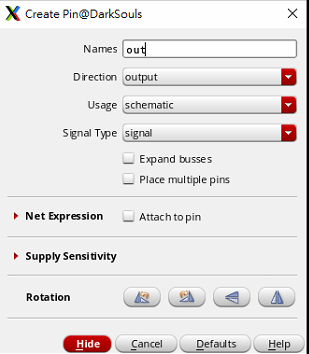 Create Pin@DarkSouls
Names out
Direction output
Usage schematic
Signal Type signal
Expand busses
Place multiple pins
Net Expression Attach to pin
Supply Sensitivity
Rotation
Hide Cancel Defaults Help